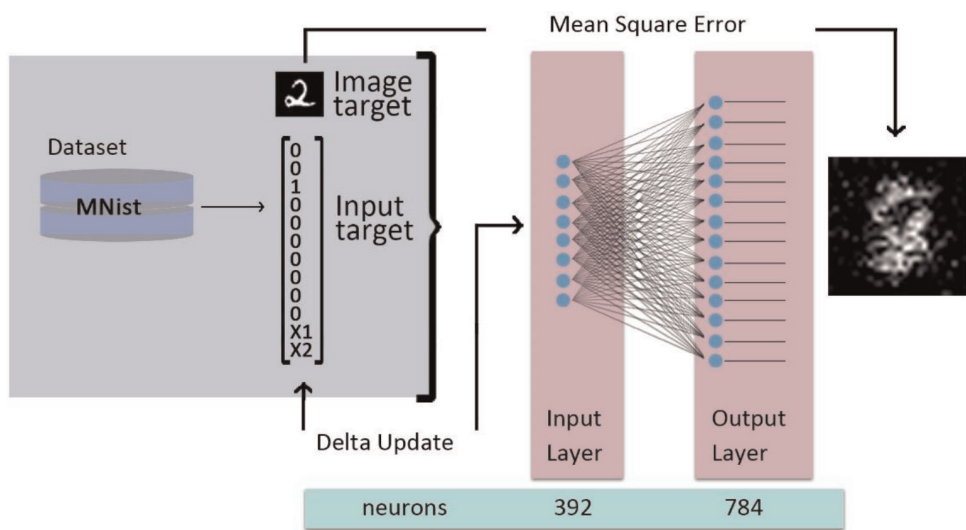 Mean Square Error
Image
target
Dataset
MNist
0
0
1
0
0
0
0
0
0
0
X1
X2
Input
target
Delta Update
Input
Layer
Output
Layer
neurons 392 784